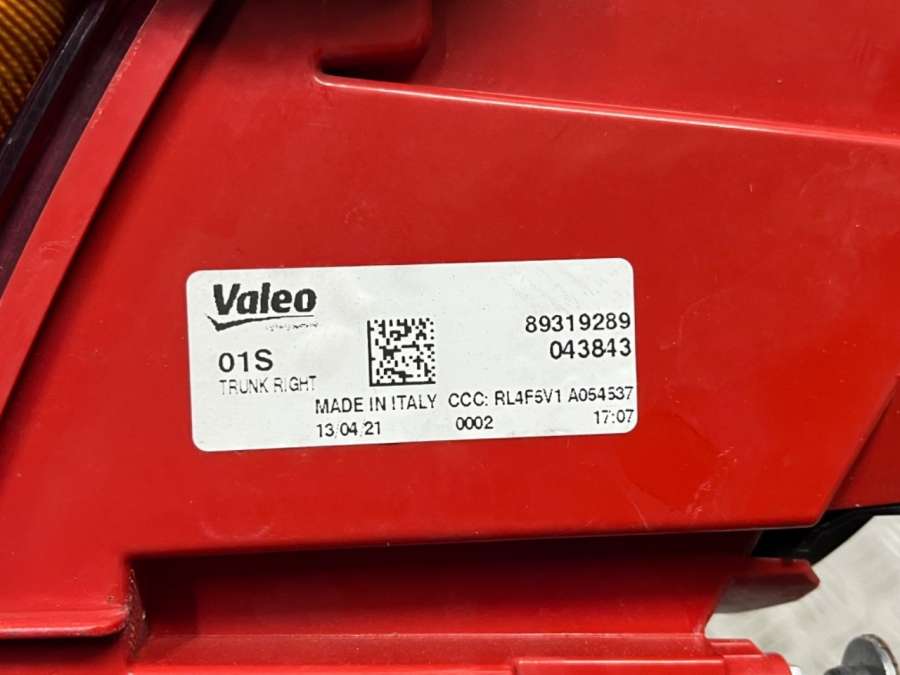 Valeo
01S
TRUNK RIGHT
89319289
043843
MADE IN ITALY CCC: RL4F5V1 A054537
13/04/21 0002 17:07